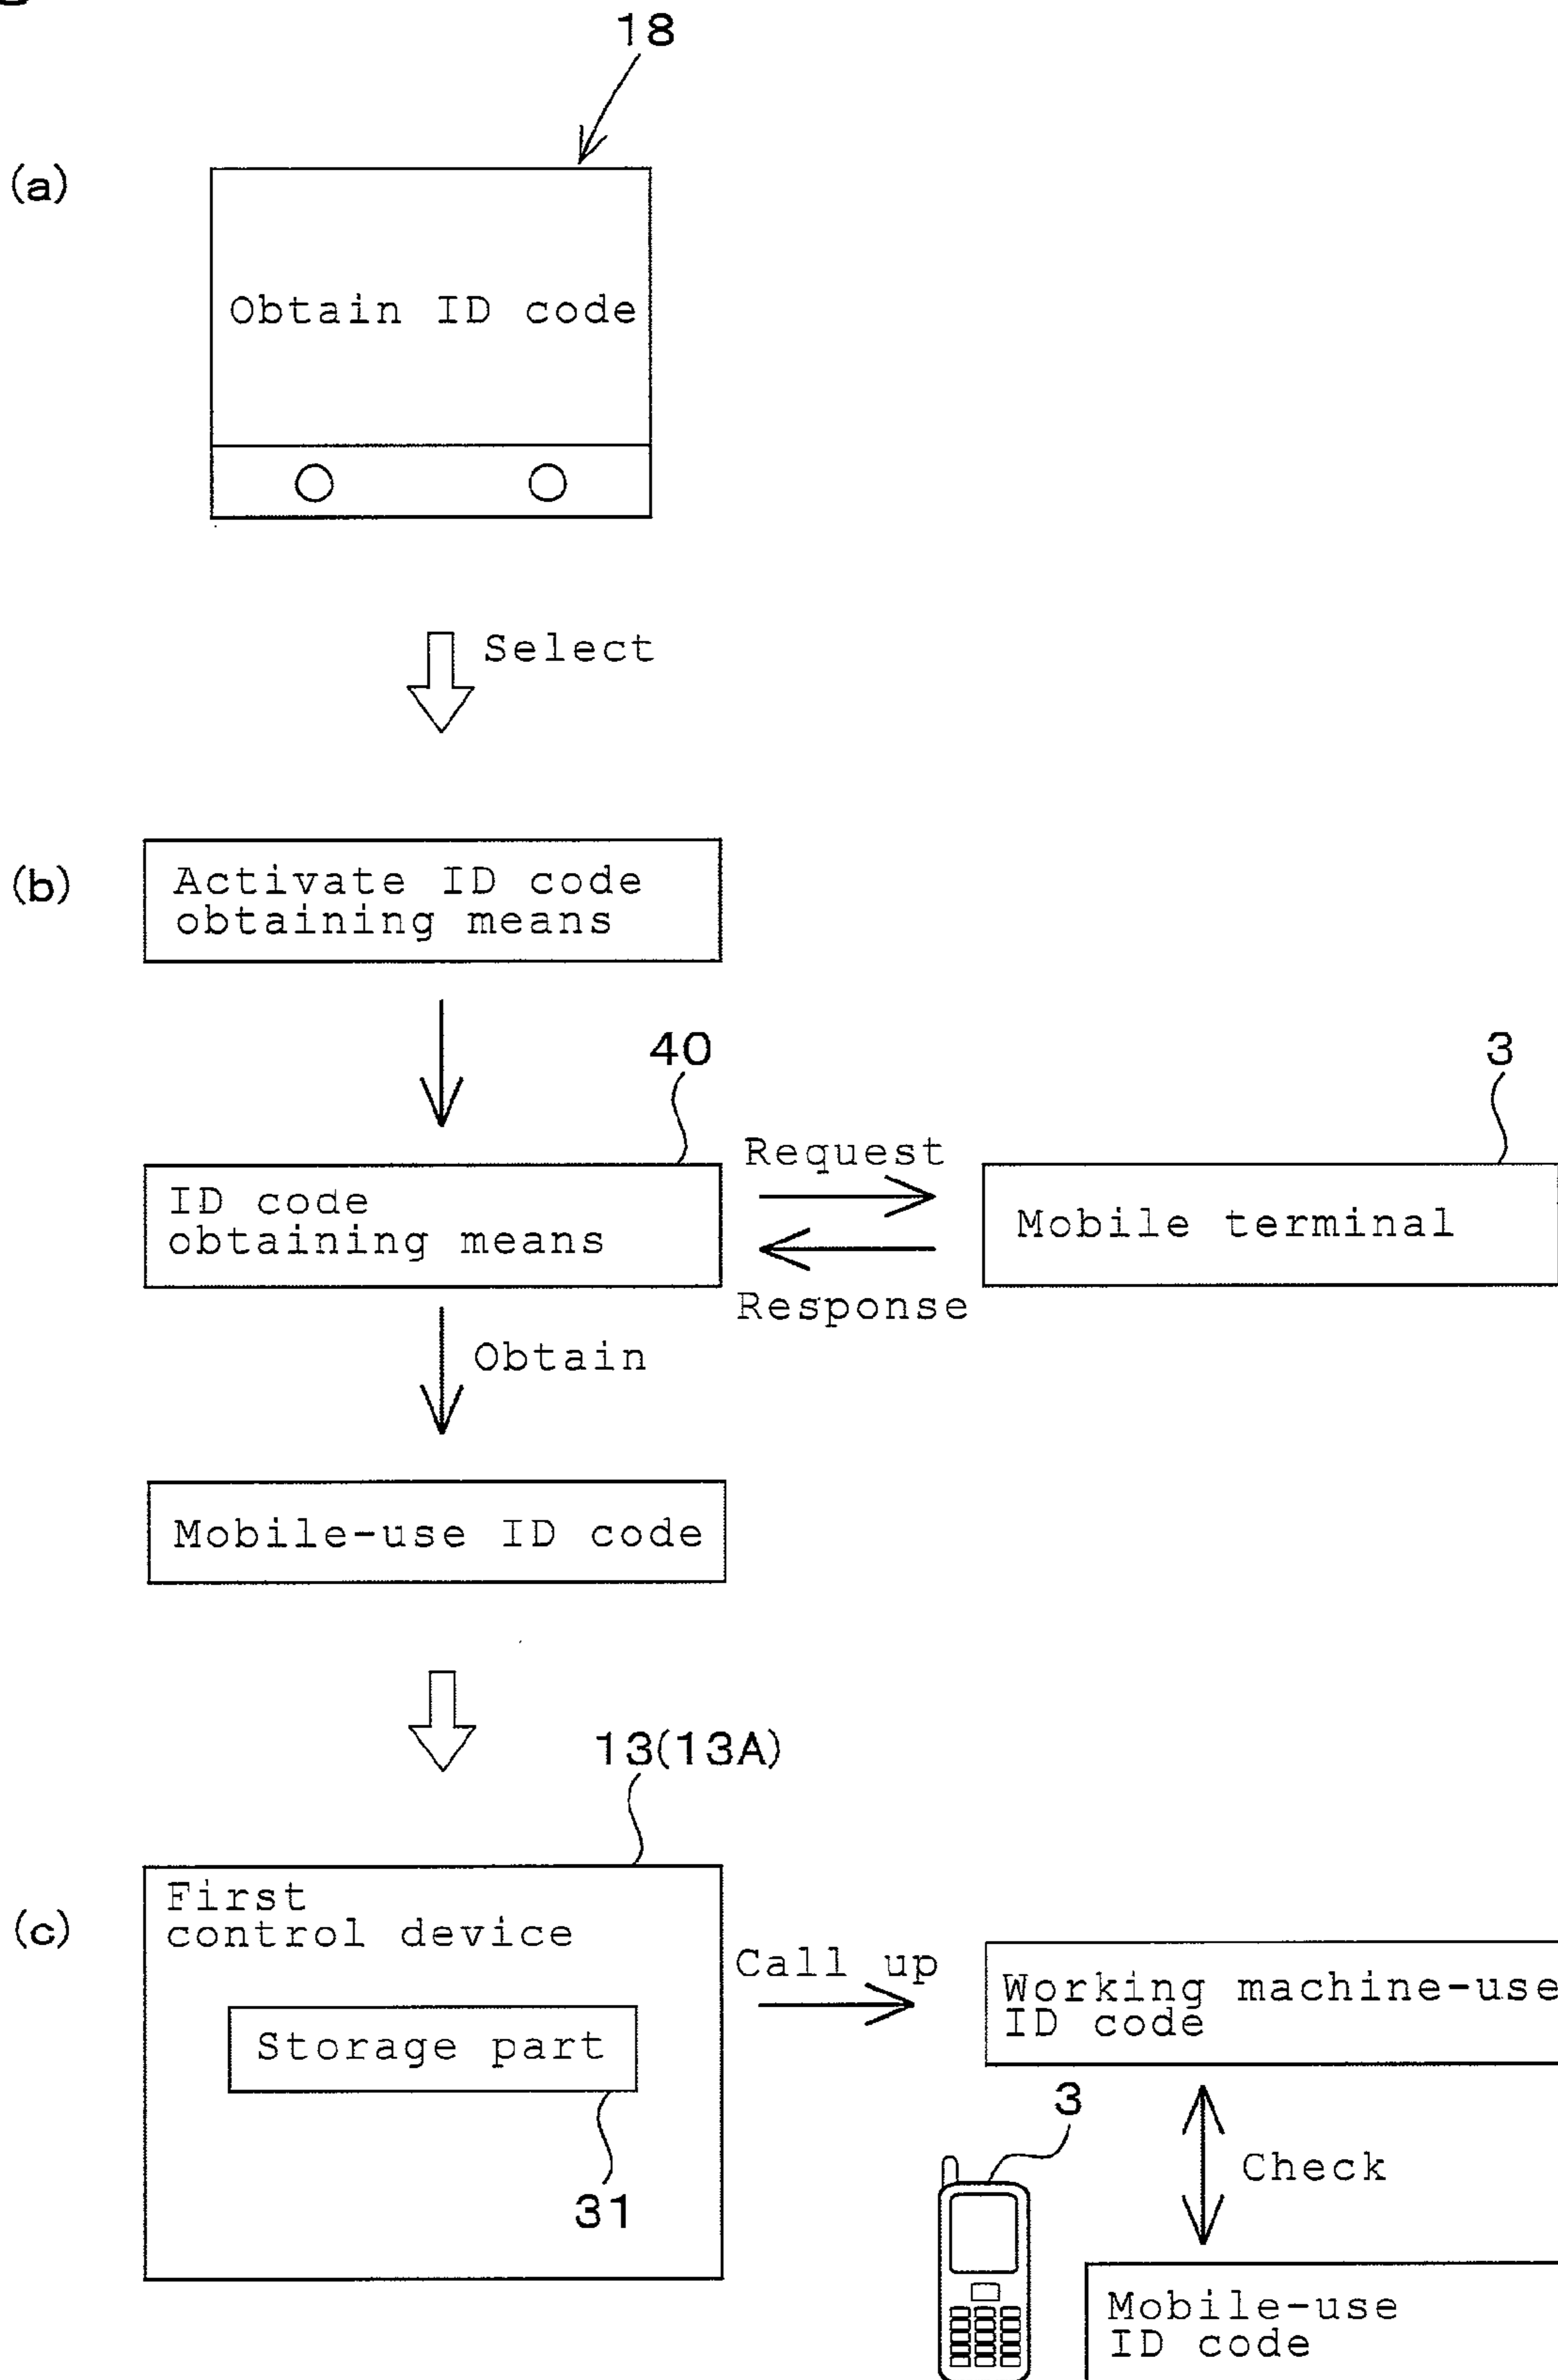 18
(a)
Obtain ID code
Select
(b)
Activate ID code
obtaining means
40
3
Request
ID code
obtaining means
Mobile terminal
Response
Obtain
Mobile-use ID code
13(13A)
(c)
First
control device
Call up
Working machine-use
ID code
Storage part
3
Check
31
Mobile-use
ID code